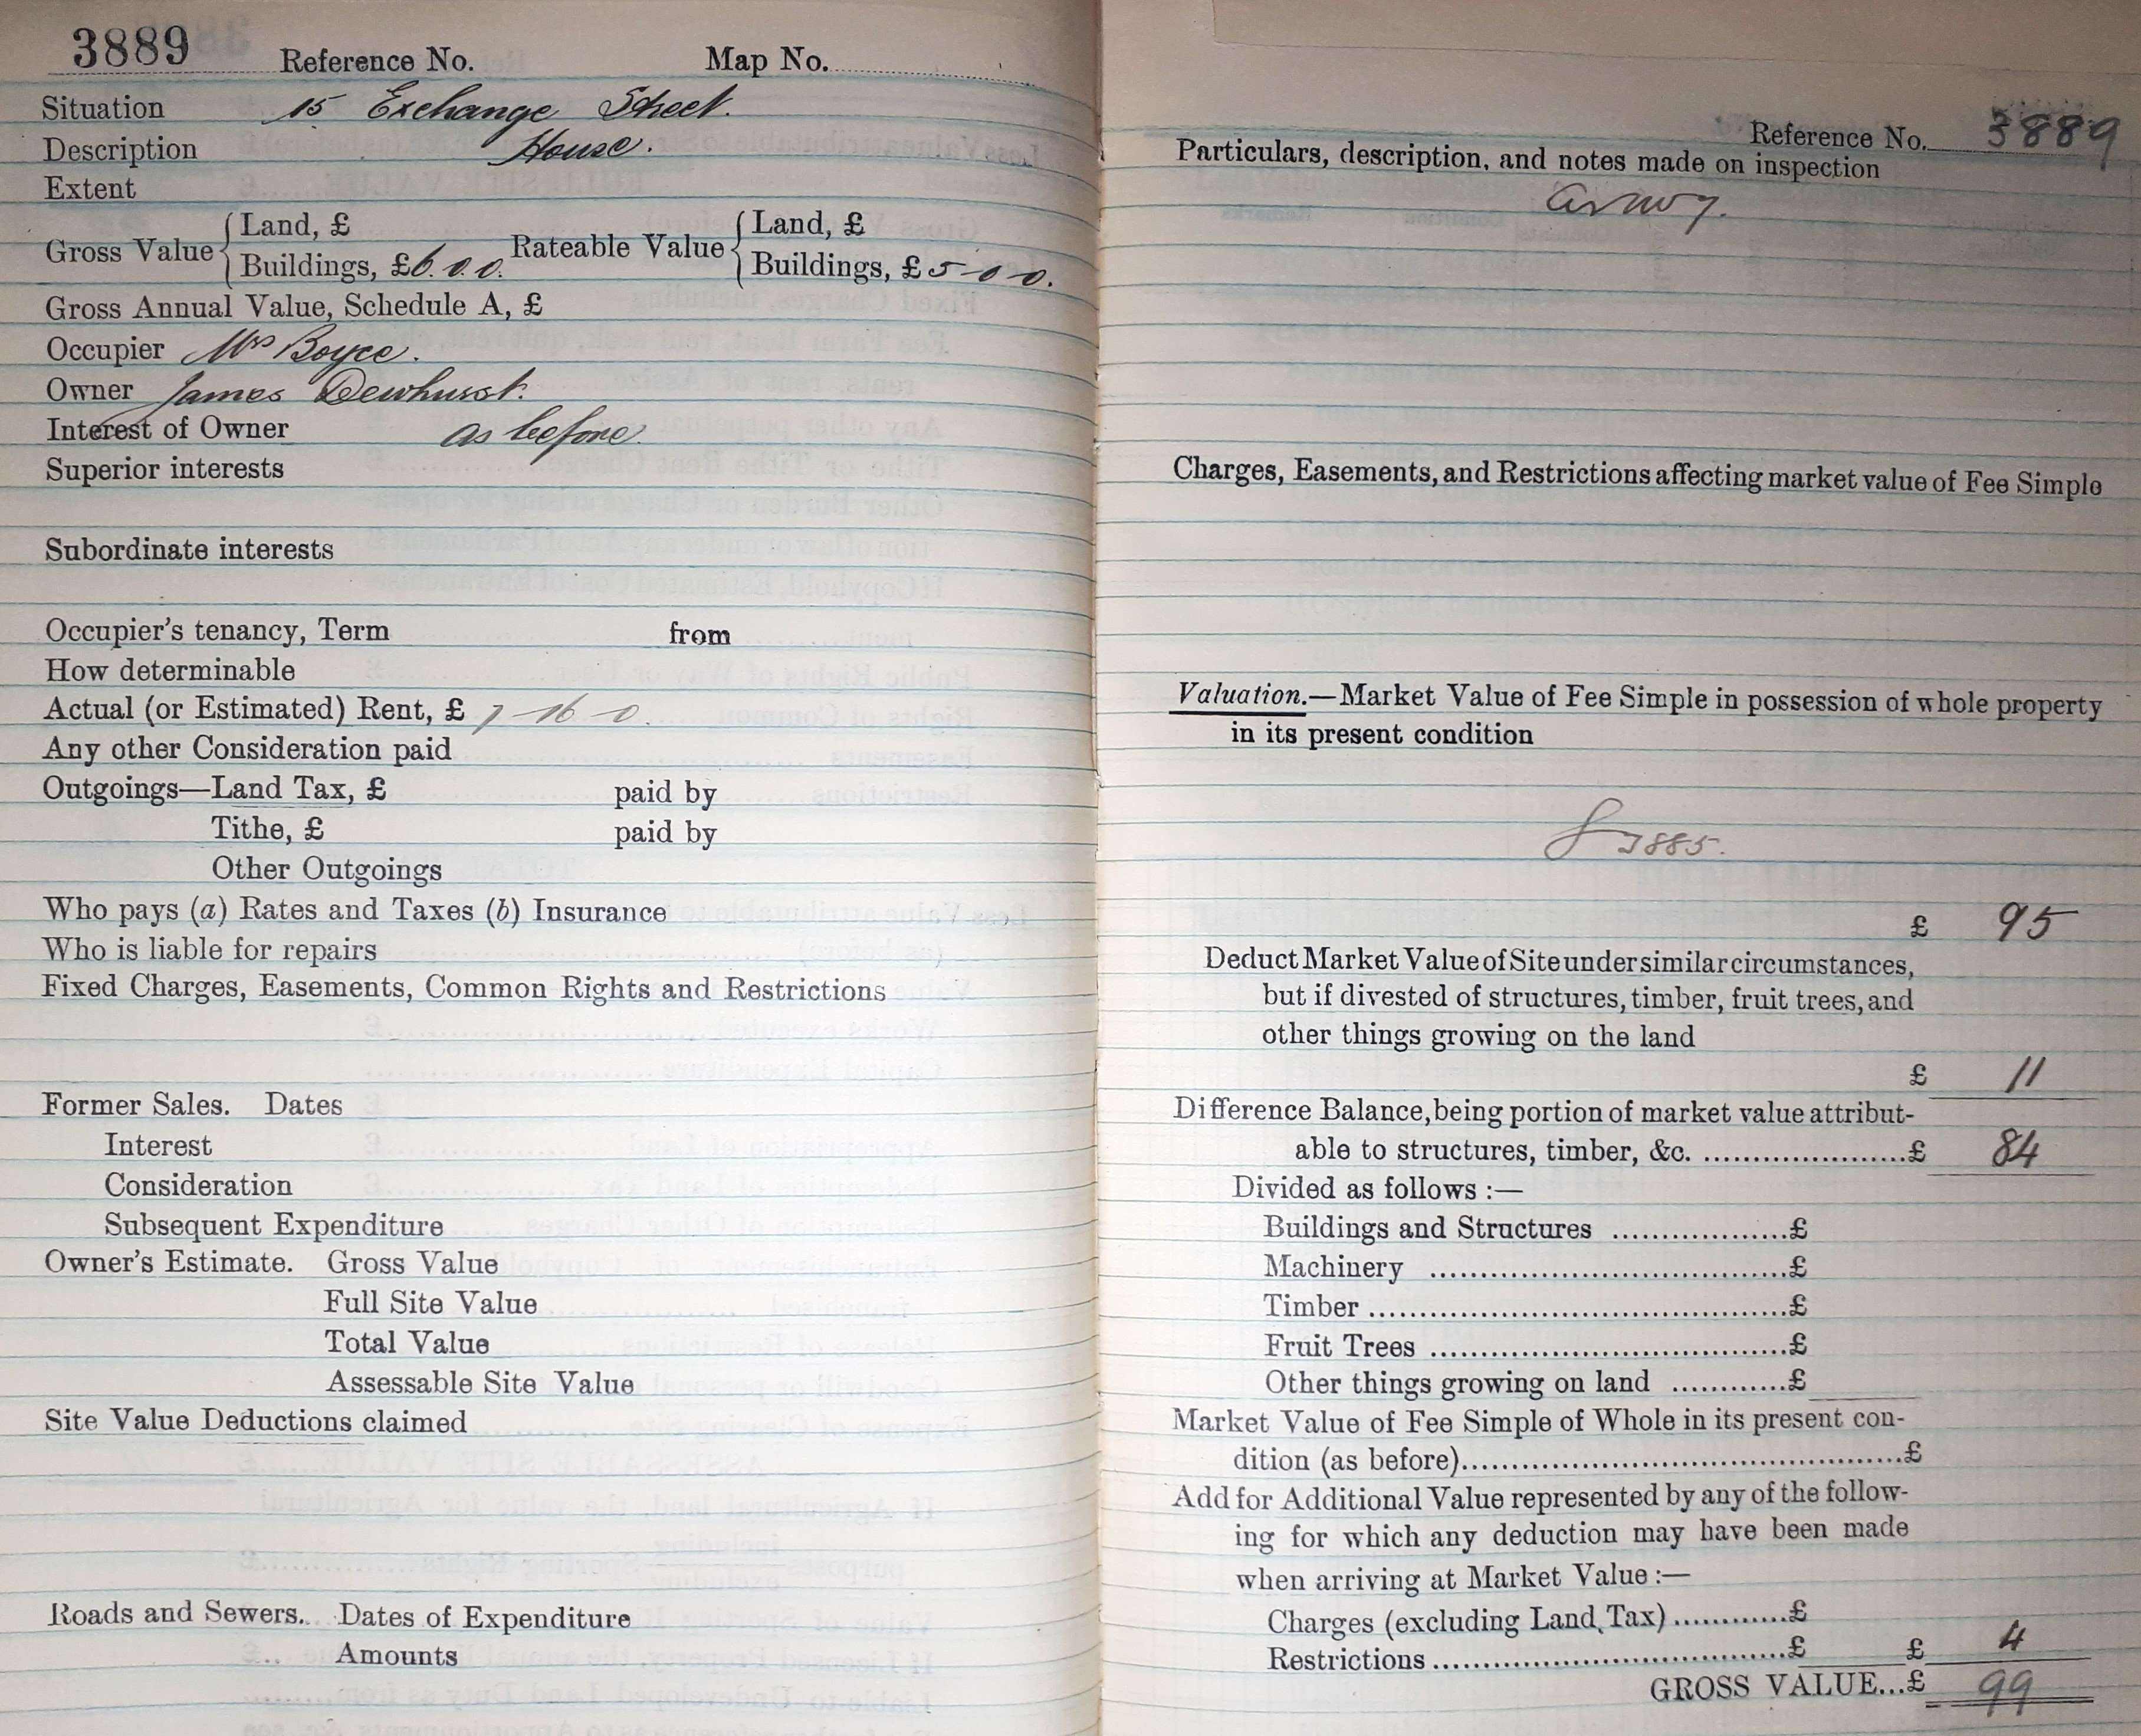 3889 Reference No. Map No.
Situation 15 Exchange Street.
Description House.
Extent
Gross Value { Land, £ Rateable Value { Land, £
Buildings, £6.0.0. Buildings, £5-0-0.
Gross Annual Value, Schedule A, £
Occupier Mrs Boyce.
Owner James Dewhurst.
Interest of Owner as before.
Superior interests
Subordinate interests
Occupier's tenancy, Term from
How determinable
Actual (or Estimated) Rent, £ 7-16-0.
Any other Consideration paid
Outgoings—Land Tax, £ paid by
Tithe, £ paid by
Other Outgoings
Who pays (a) Rates and Taxes (b) Insurance
Who is liable for repairs
Fixed Charges, Easements, Common Rights and Restrictions
Former Sales. Dates
Interest
Consideration
Subsequent Expenditure
Owner's Estimate. Gross Value
Full Site Value
Total Value
Assessable Site Value
Site Value Deductions claimed
Roads and Sewers. Dates of Expenditure
Amounts
Reference No. 3889
Particulars, description, and notes made on inspection
Charges, Easements, and Restrictions affecting market value of Fee Simple
Valuation.—Market Value of Fee Simple in possession of whole property
in its present condition
3885.
£ 95
Deduct Market Value of Site under similar circumstances,
but if divested of structures, timber, fruit trees, and
other things growing on the land
£ 11
Difference Balance, being portion of market value attribut-
able to structures, timber, &c. ......................£ 84
Divided as follows :—
Buildings and Structures ..................£
Machinery ....................................£
Timber..........................................£
Fruit Trees ....................................£
Other things growing on land ............£
Market Value of Fee Simple of Whole in its present con-
dition (as before)............................................£
Add for Additional Value represented by any of the follow-
ing for which any deduction may have been made
when arriving at Market Value :—
Charges (excluding Land Tax) ............£
Restrictions....................................£ £ 4
GROSS VALUE...£ 99